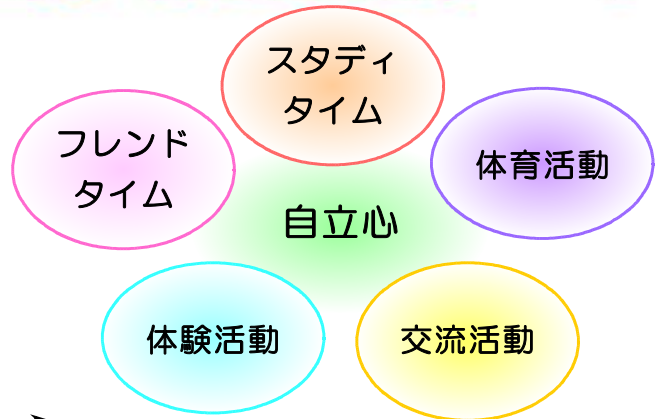 スタディ
タイム
フレンド
タイム
体育活動
自立心
体験活動
交流活動